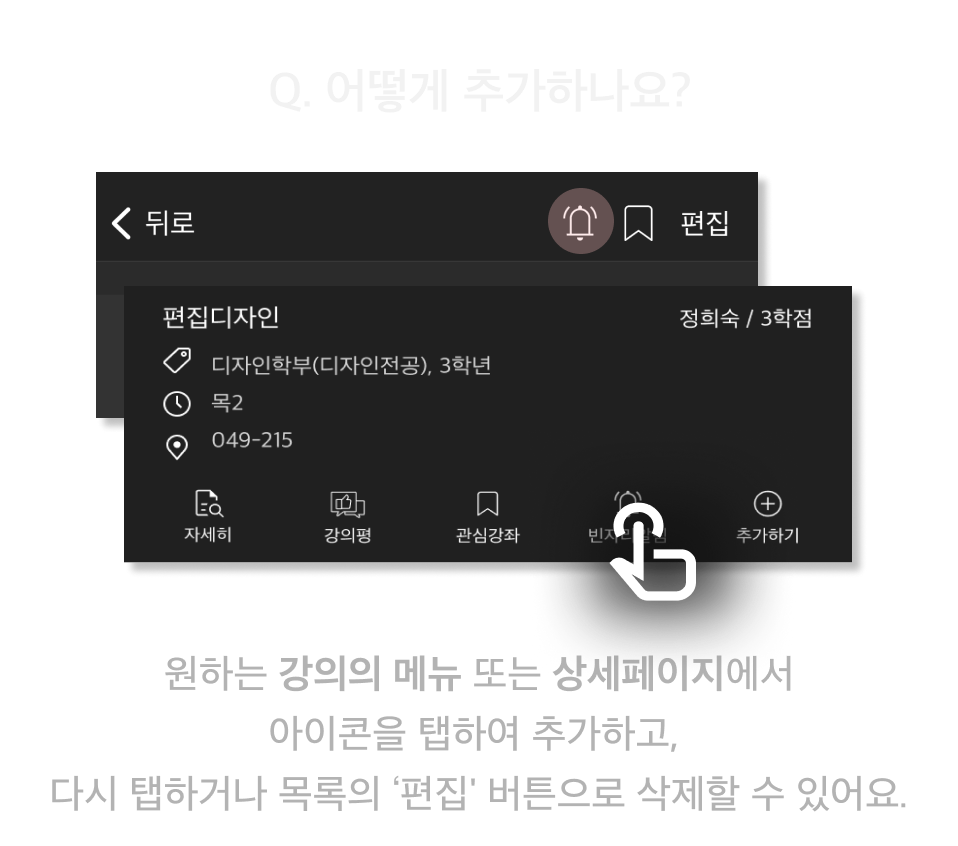 Q. 어떻게 추가하나요?
뒤로
편집
편집디자인
정희숙 / 3학점
디자인학부(디자인전공), 3학년
목2
049-215
자세히
강의평
관심강좌
추가하기
원하는 강의의 메뉴 또는 상세페이지에서
아이콘을 탭하여 추가하고,
다시 탭하거나 목록의 ‘편집' 버튼으로 삭제할 수 있어요.